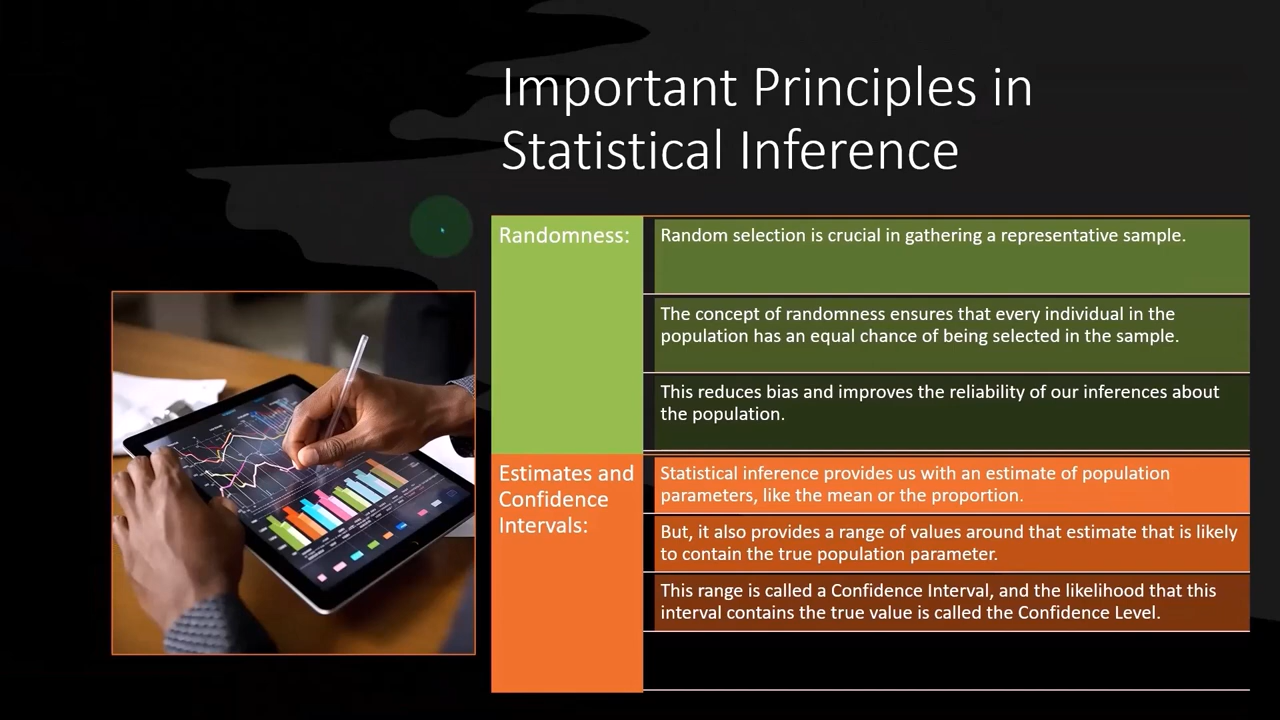 Important Principles in
Statistical Inference
Randomness:
Random selection is crucial in gathering a representative sample.
The concept of randomness ensures that every individual in the
population has an equal chance of being selected in the sample.
This reduces bias and improves the reliability of our inferences about
the population.
Estimates and
Confidence
Intervals:
Statistical inference provides us with an estimate of population
parameters, like the mean or the proportion.
But, it also provides a range of values around that estimate that is likely
to contain the true population parameter.
This range is called a Confidence Interval, and the likelihood that this
interval contains the true value is called the Confidence Level.